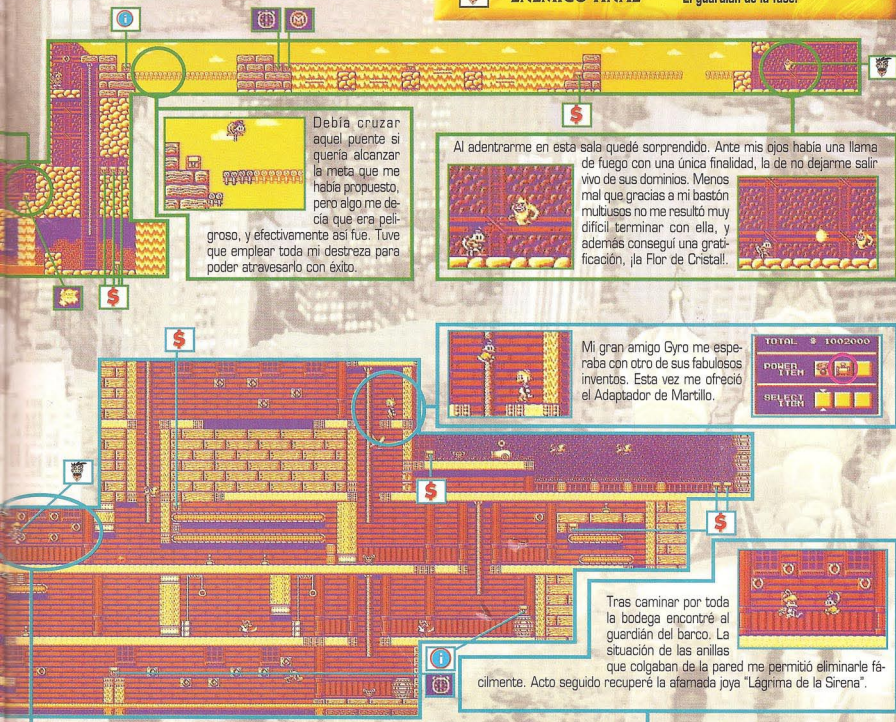 ENEMIGO FINAL El guardián de la fase.
Debía cruzar
aquel puente si
quería alcanzar
la meta que me
había propuesto,
pero algo me de-
cía que era peli-
groso, y efectivamente así fue. Tuve
que emplear toda mi destreza para
poder atravesarlo con éxito.
Al adentrarme en esta sala quedé sorprendido. Ante mis ojos había una llama
de fuego con una única finalidad, la de no dejarme salir
vivo de sus dominios. Menos
mal que gracias a mi bastón
multiusos no me resultó muy
difícil terminar con ella, y
además conseguí una grati-
ficación, ¡la Flor de Cristal!.
Mi gran amigo Gyro me espe-
raba con otro de sus fabulosos
inventos. Esta vez me ofreció
el Adaptador de Martillo.
TOTAL $ 1002000
POWER
ITEM
SELECT
ITEM
Tras caminar por toda
la bodega encontré al
guardián del barco. La
situación de las anillas
que colgaban de la pared me permitió eliminarle fá-
cilmente. Acto seguido recuperé la afamada joya "Lágrima de la Sirena".
$
$
$
$
$
i
i